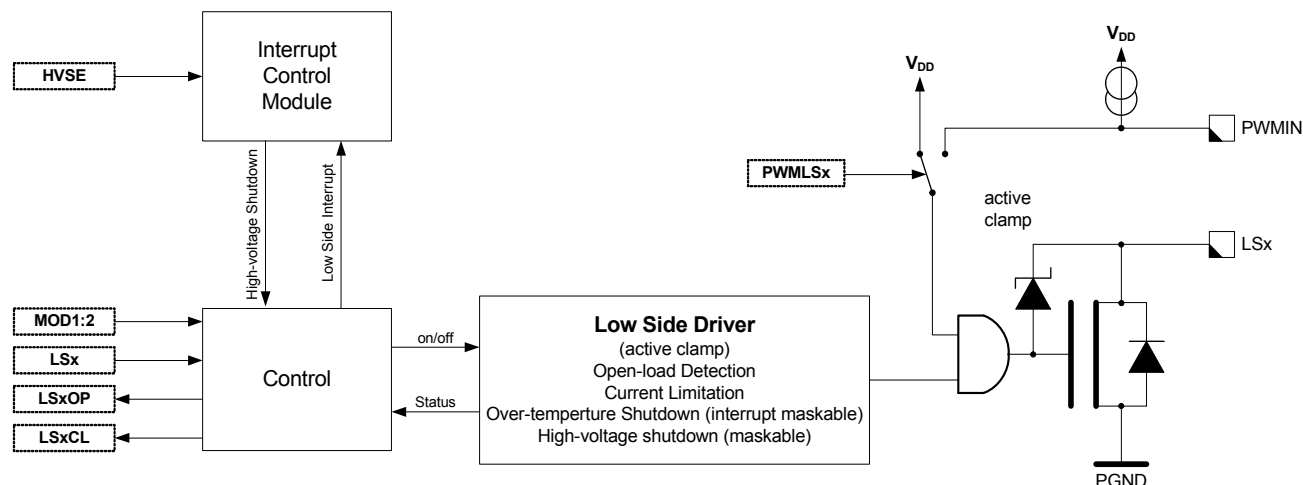 Interrupt
Control
Module
HVSE
VDD
VDD
PWMIN
PWMLSx
active
clamp
High-voltage Shutdown
Low Side Interrupt
LSx
MOD1:2
LSx
LSxOP
LSxCL
Control
on/off
Status
Low Side Driver
(active clamp)
Open-load Detection
Current Limitation
Over-temperture Shutdown (interrupt maskable)
High-voltage shutdown (maskable)
PGND